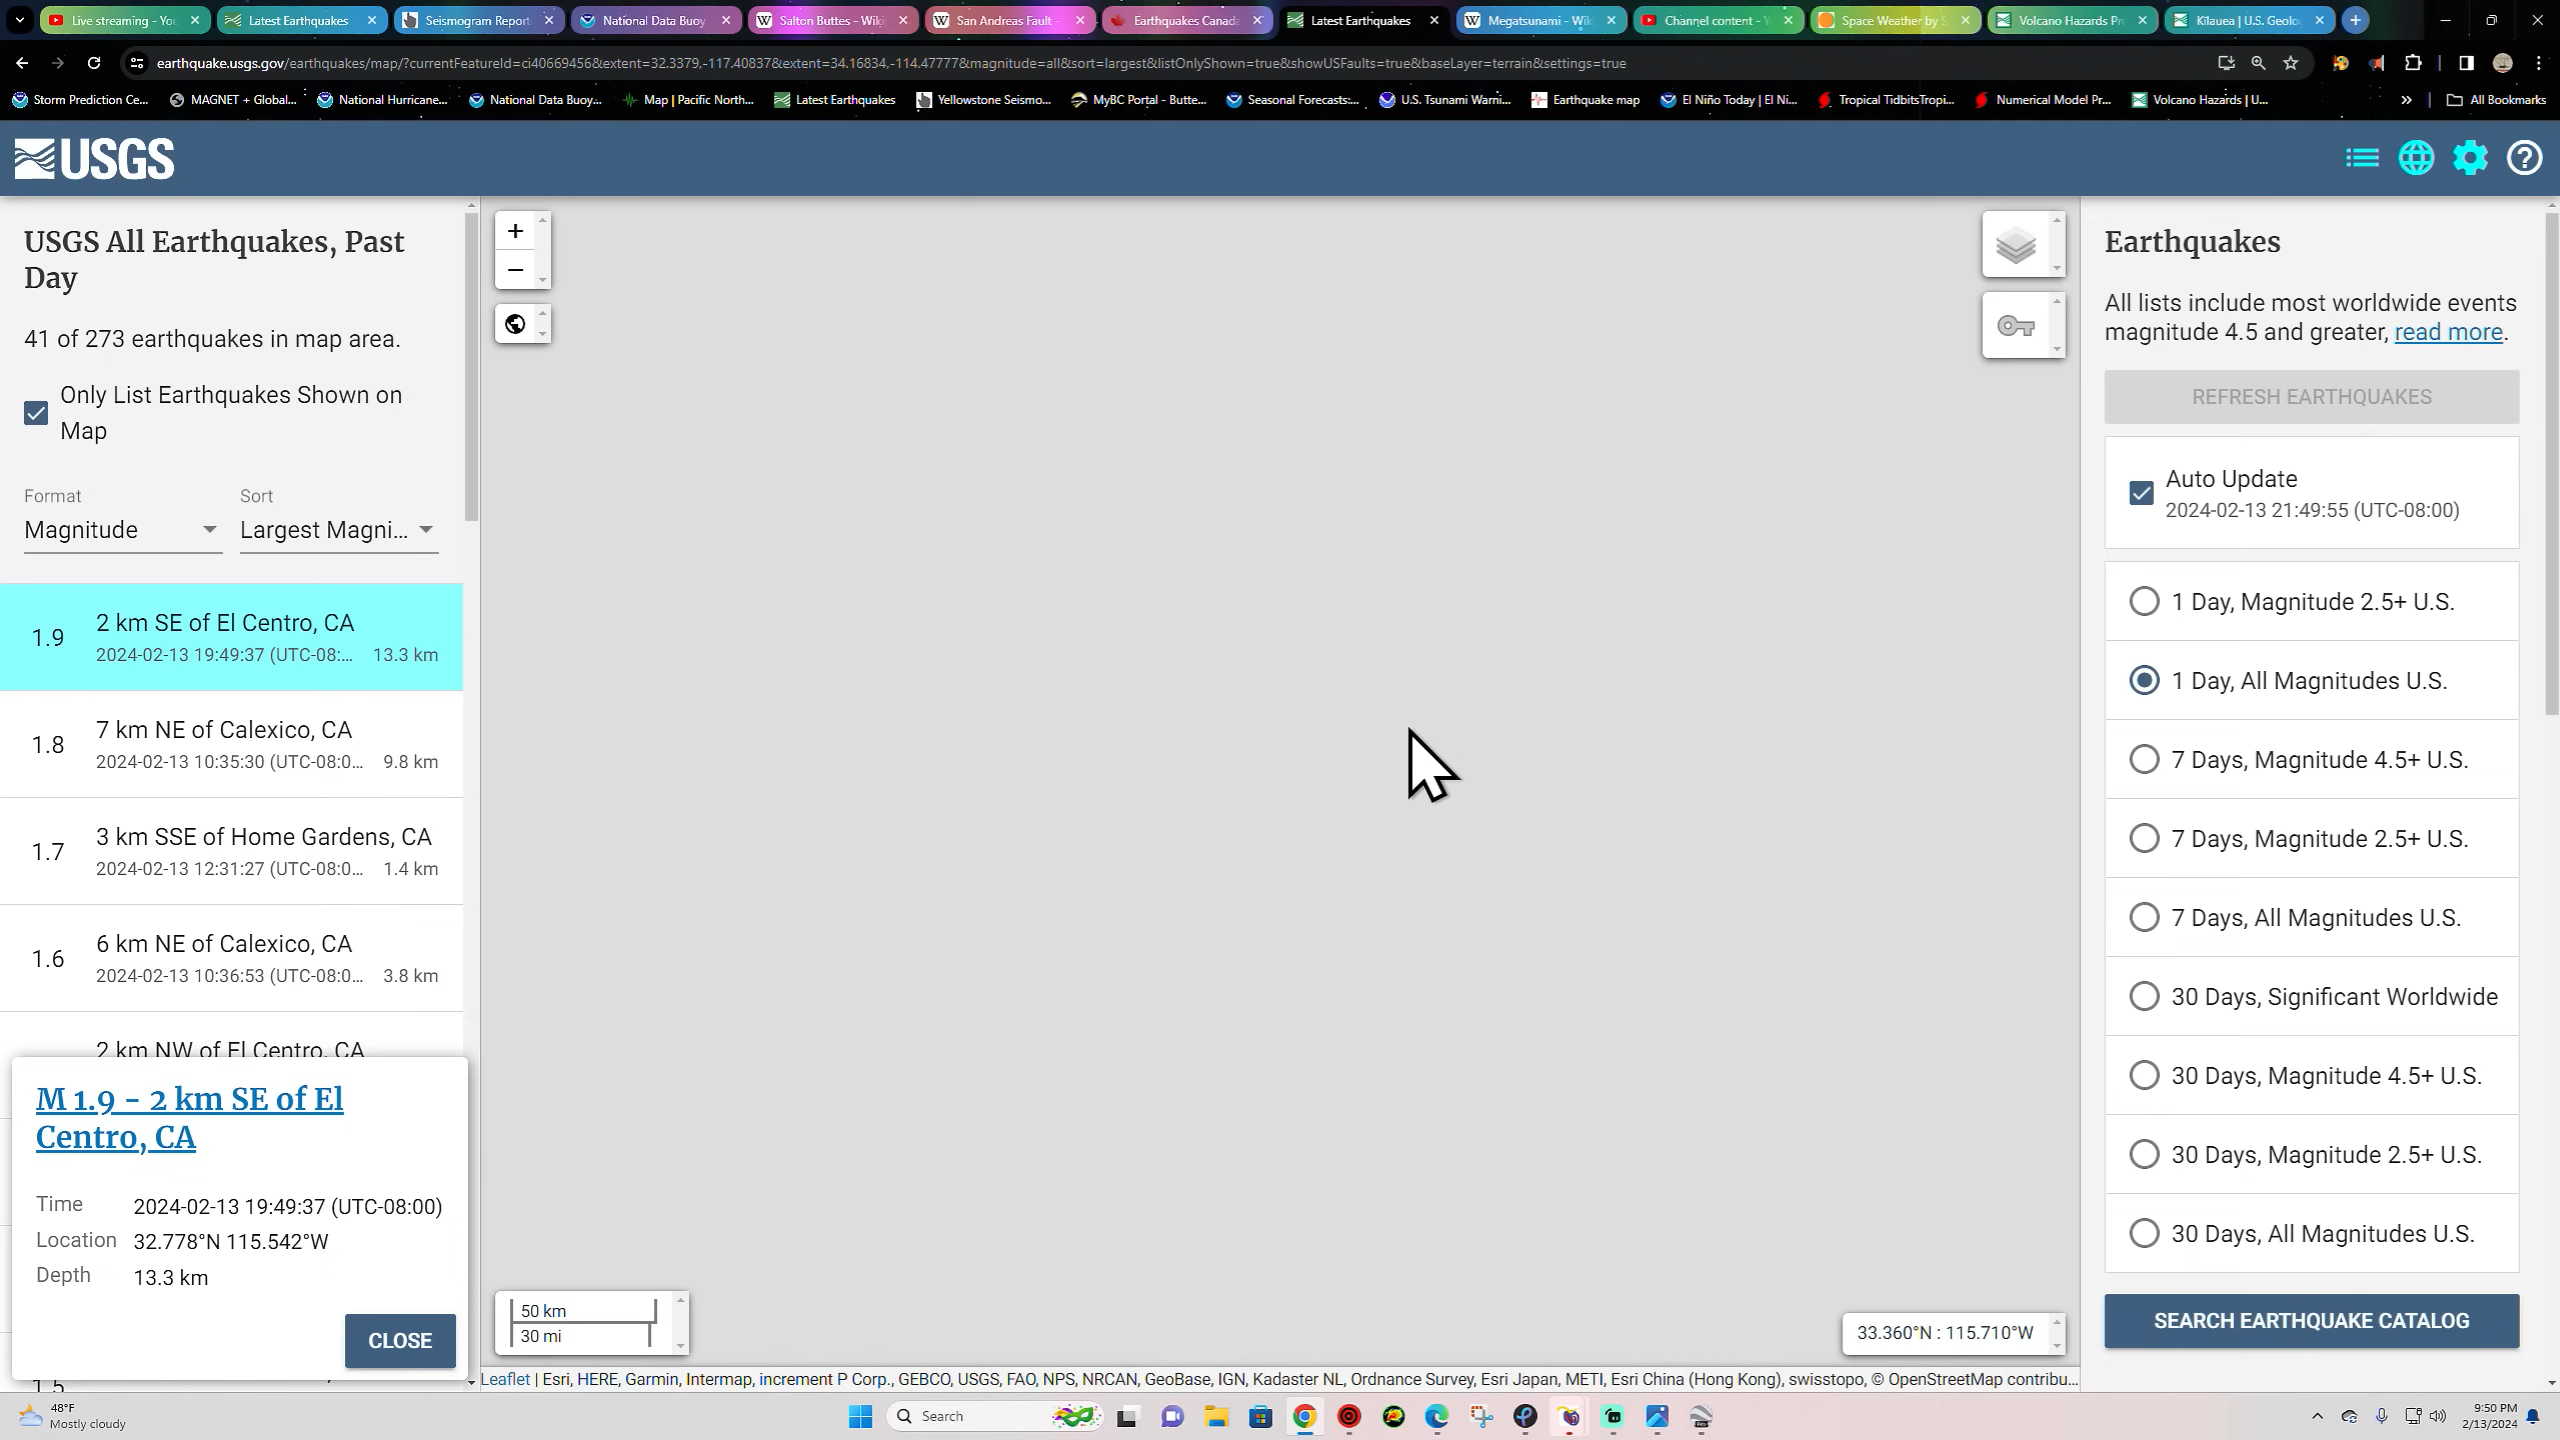 Live streaming - Yo
Latest Earthquakes
Seismogram Report
National Data Buoy
Salton Buttes - Wiki
San Andreas Fault -
Earthquakes Canada
Latest Earthquakes
Megatsunami - Wik
Channel content - Y
Space Weather by S
Volcano Hazards Pr
Kilauea | U.S. Geolo
earthquake.usgs.gov/earthquakes/map/?currentFeatureId=ci40669456&extent=32.3379,-117.40837&extent=34.16834,-114.47777&magnitude=all&sort=largest&listOnlyShown=true&showUSFaults=true&baseLayer=terrain&settings=true
Storm Prediction Ce...
MAGNET + Global...
National Hurricane...
National Data Buoy...
Map | Pacific North...
Latest Earthquakes
Yellowstone Seismo...
MyBC Portal - Butte...
Seasonal Forecasts:...
U.S. Tsunami Warni...
Earthquake map
El Niño Today | El Ni...
Tropical TidbitsTropi...
Numerical Model Pr...
Volcano Hazards | U...
All Bookmarks
USGS
USGS All Earthquakes, Past
Day
41 of 273 earthquakes in map area.
Only List Earthquakes Shown on
Map
Format
Sort
Magnitude
Largest Magni...
1.9
2 km SE of El Centro, CA
2024-02-13 19:49:37 (UTC-08:... 13.3 km
1.8
7 km NE of Calexico, CA
2024-02-13 10:35:30 (UTC-08:0... 9.8 km
1.7
3 km SSE of Home Gardens, CA
2024-02-13 12:31:27 (UTC-08:0... 1.4 km
1.6
6 km NE of Calexico, CA
2024-02-13 10:36:53 (UTC-08:0... 3.8 km
2 km NW of El Centro, CA
M 1.9 - 2 km SE of El
Centro, CA
Time 2024-02-13 19:49:37 (UTC-08:00)
Location 32.778°N 115.542°W
Depth 13.3 km
CLOSE
1.5
+
−
50 km
30 mi
33.360°N : 115.710°W
Leaflet | Esri, HERE, Garmin, Intermap, increment P Corp., GEBCO, USGS, FAO, NPS, NRCAN, GeoBase, IGN, Kadaster NL, Ordnance Survey, Esri Japan, METI, Esri China (Hong Kong), swisstopo, © OpenStreetMap contribu...
Earthquakes
All lists include most worldwide events
magnitude 4.5 and greater, read more.
REFRESH EARTHQUAKES
Auto Update
2024-02-13 21:49:55 (UTC-08:00)
1 Day, Magnitude 2.5+ U.S.
1 Day, All Magnitudes U.S.
7 Days, Magnitude 4.5+ U.S.
7 Days, Magnitude 2.5+ U.S.
7 Days, All Magnitudes U.S.
30 Days, Significant Worldwide
30 Days, Magnitude 4.5+ U.S.
30 Days, Magnitude 2.5+ U.S.
30 Days, All Magnitudes U.S.
SEARCH EARTHQUAKE CATALOG
48°F
Mostly cloudy
Search
9:50 PM
2/13/2024